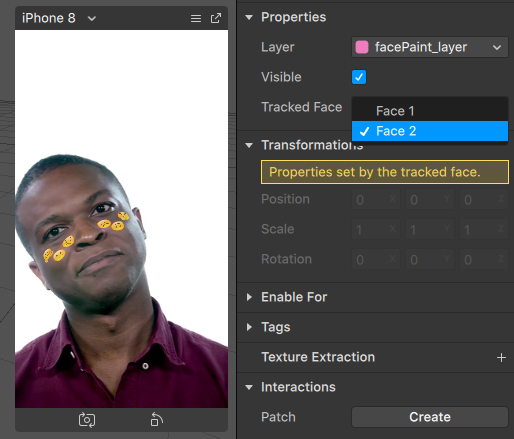 iPhone 8
Properties
Layer facePaint_layer
Visible
Tracked Face
Face 1
Face 2
Transformations
Properties set by the tracked face.
Position 0 X 0 Y 0 Z
Scale 1 X 1 Y 1 Z
Rotation 0 X 0 Y 0 Z
Enable For
Tags
Texture Extraction
Interactions
Patch Create